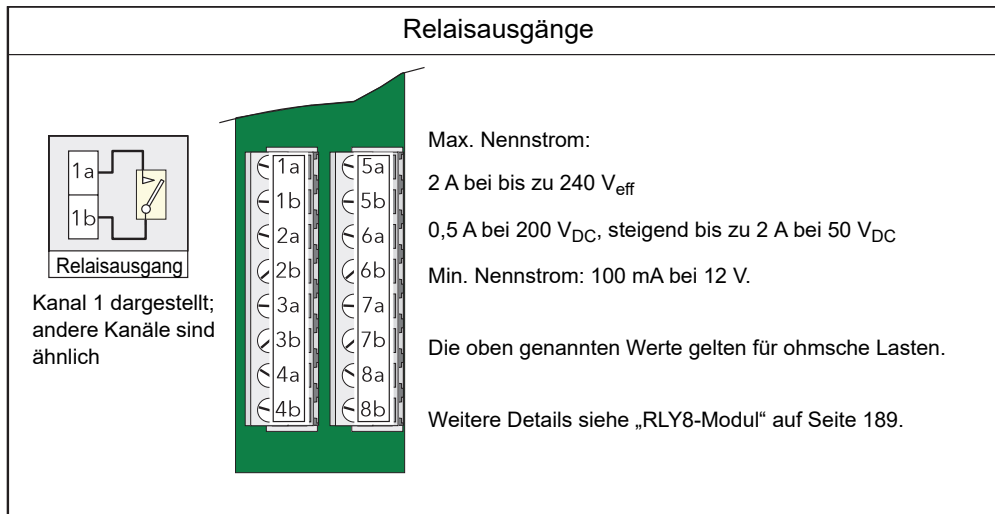 Relaisausgänge
1a
1b
Relaisausgang
Kanal 1 dargestellt;
andere Kanäle sind
ähnlich
1a
1b
2a
2b
3a
3b
4a
4b
5a
5b
6a
6b
7a
7b
8a
8b
Max. Nennstrom:
2 A bei bis zu 240 Veff
0,5 A bei 200 VDC, steigend bis zu 2 A bei 50 VDC
Min. Nennstrom: 100 mA bei 12 V.
Die oben genannten Werte gelten für ohmsche Lasten.
Weitere Details siehe „RLY8-Modul“ auf Seite 189.